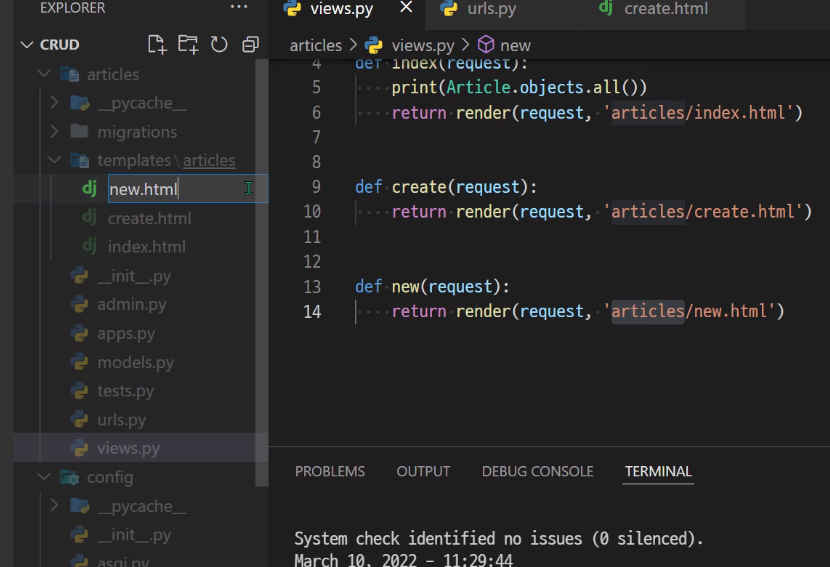 EXPLORER
...
views.py
urls.py
create.html
CRUD
articles > views.py > new
articles
__pycache__
migrations
templates\articles
dj new.html
dj create.html
dj index.html
__init__.py
admin.py
apps.py
models.py
tests.py
urls.py
views.py
config
__pycache__
__init__.py
asgi.py
4 def index(request):
5 ····print(Article.objects.all())
6 ····return render(request, 'articles/index.html')
7
8
9 def create(request):
10 ····return render(request, 'articles/create.html')
11
12
13 def new(request):
14 ····return render(request, 'articles/new.html')
PROBLEMS OUTPUT DEBUG CONSOLE TERMINAL
System check identified no issues (0 silenced).
March 10, 2022 - 11:29:44